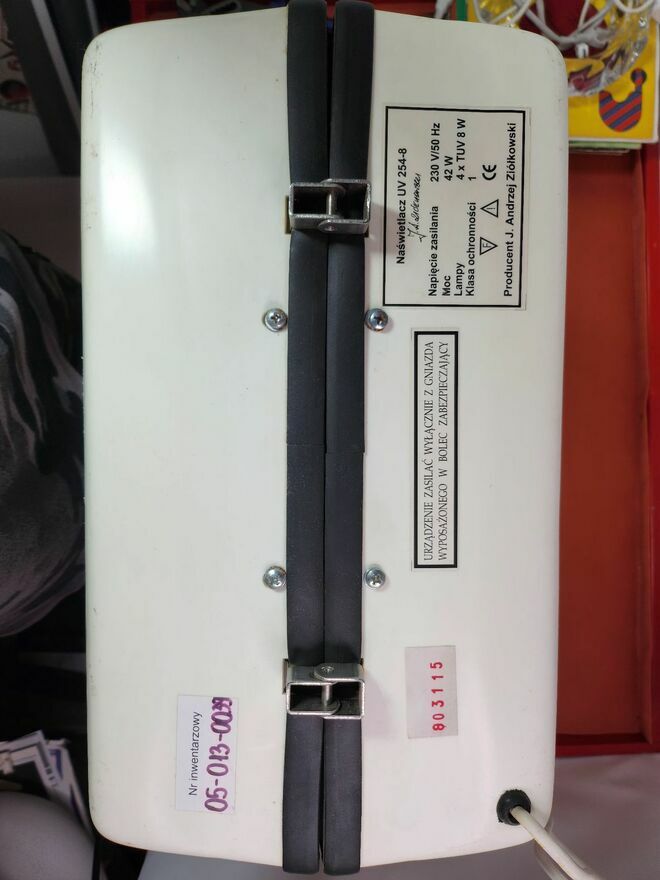 Naświetlacz UV 254-8
Napięcie zasilania 230 V/50 Hz
Moc 42 W
Lampy 4 x TUV 8 W
Klasa ochronności 1
F
CE
Producent J. Andrzej Ziółkowski
URZĄDZENIE ZASILAĆ WYŁĄCZNIE Z GNIAZDA
WYPOSAŻONEGO W BOLEC ZABEZPIECZAJĄCY
803115
Nr inwentarzowy
05-013-0039